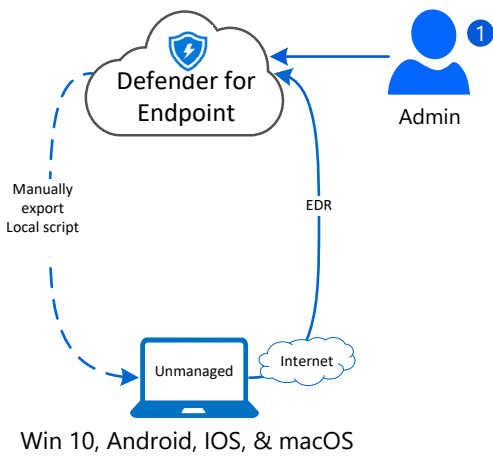 1
Defender for
Endpoint
Admin
Manually
export
Local script
EDR
Internet
Unmanaged
Win 10, Android, IOS, & macOS